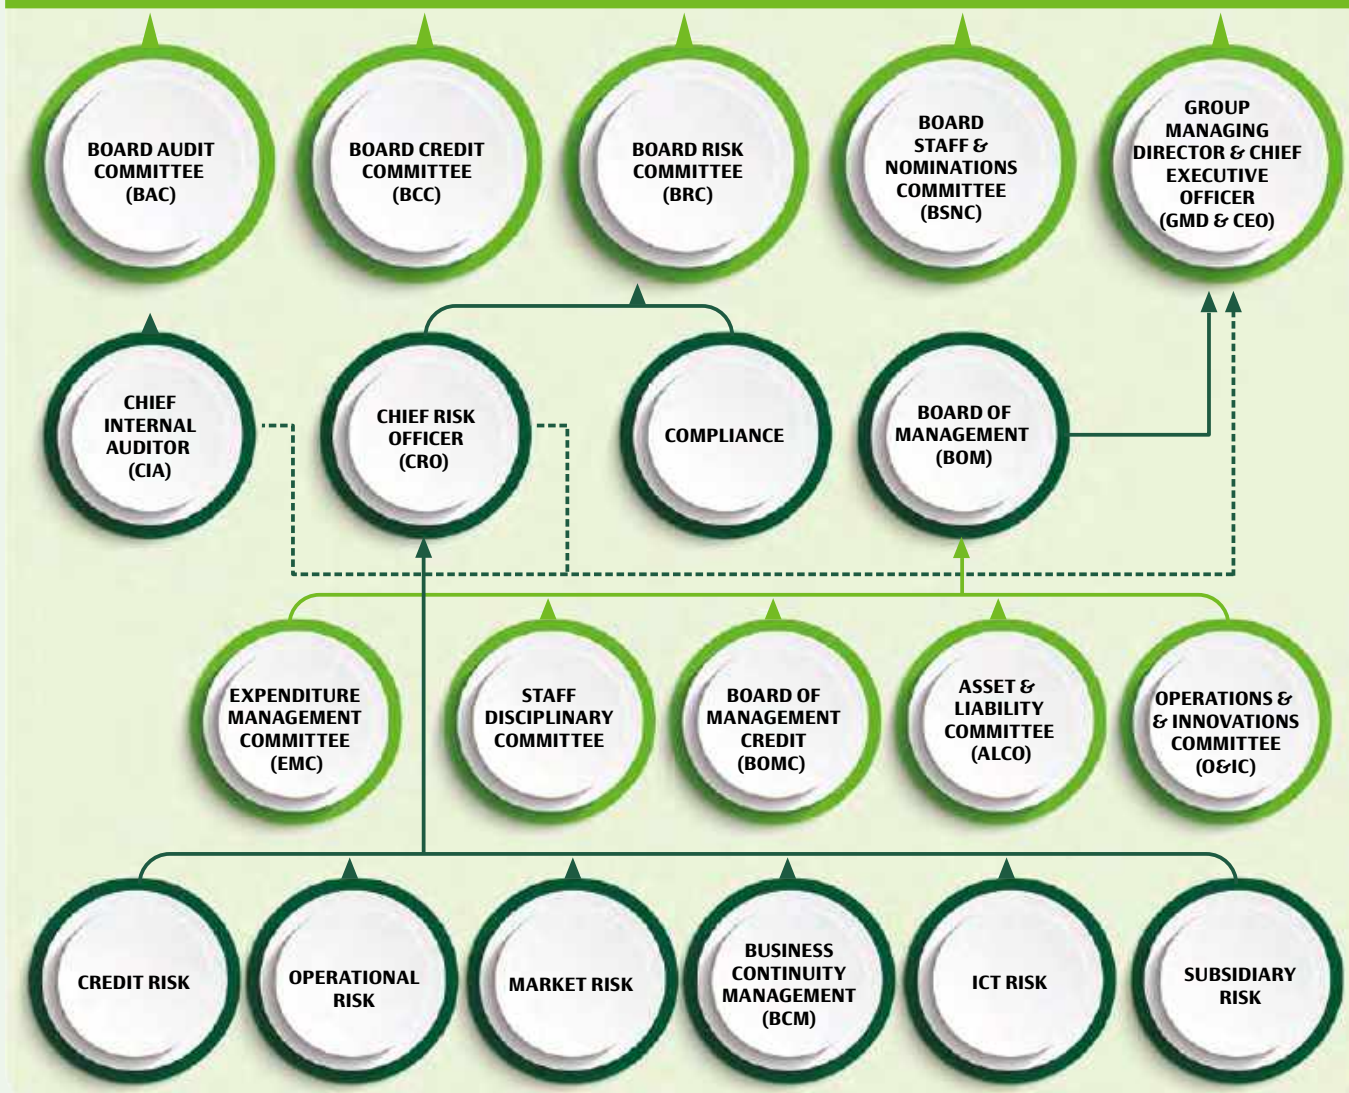 BOARD AUDIT
COMMITTEE
(BAC)
BOARD CREDIT
COMMITTEE
(BCC)
BOARD RISK
COMMITTEE
(BRC)
BOARD
STAFF &
NOMINATIONS
COMMITTEE
(BSNC)
GROUP
MANAGING
DIRECTOR & CHIEF
EXECUTIVE
OFFICER
(GMD & CEO)
CHIEF
INTERNAL
AUDITOR
(CIA)
CHIEF RISK
OFFICER
(CRO)
COMPLIANCE
BOARD OF
MANAGEMENT
(BOM)
EXPENDITURE
MANAGEMENT
COMMITTEE
(EMC)
STAFF
DISCIPLINARY
COMMITTEE
BOARD OF
MANAGEMENT
CREDIT
(BOMC)
ASSET &
LIABILITY
COMMITTEE
(ALCO)
OPERATIONS &
& INNOVATIONS
COMMITTEE
(O&IC)
CREDIT RISK
OPERATIONAL
RISK
MARKET RISK
BUSINESS
CONTINUITY
MANAGEMENT
(BCM)
ICT RISK
SUBSIDIARY
RISK